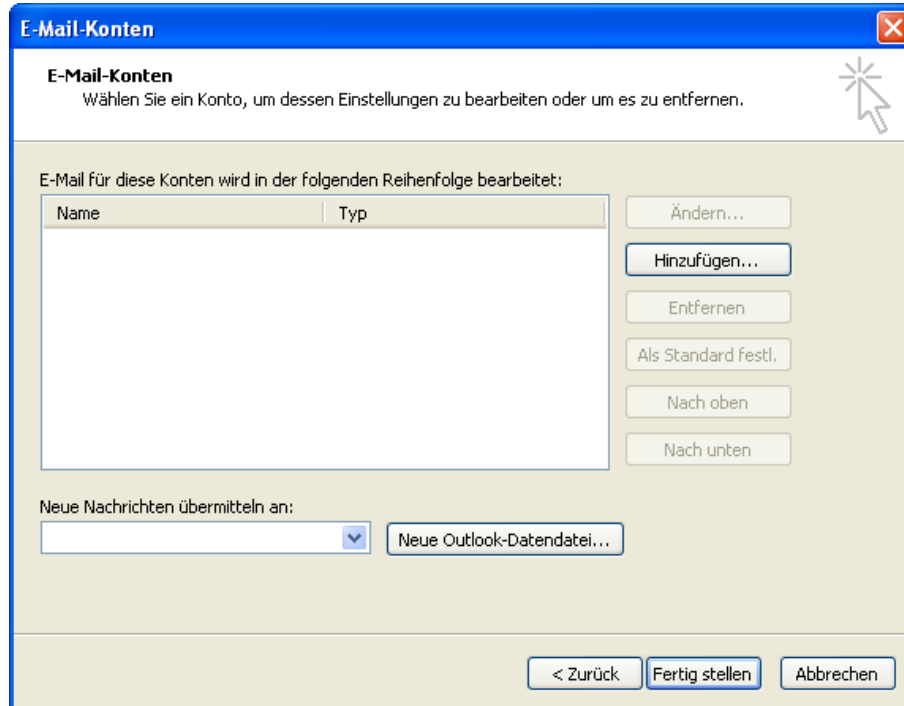 E-Mail-Konten
E-Mail-Konten
Wählen Sie ein Konto, um dessen Einstellungen zu bearbeiten oder um es zu entfernen.
E-Mail für diese Konten wird in der folgenden Reihenfolge bearbeitet:
Name Typ
Ändern...
Hinzufügen...
Entfernen
Als Standard festl.
Nach oben
Nach unten
Neue Nachrichten übermitteln an:
Neue Outlook-Datendatei...
< Zurück Fertig stellen Abbrechen